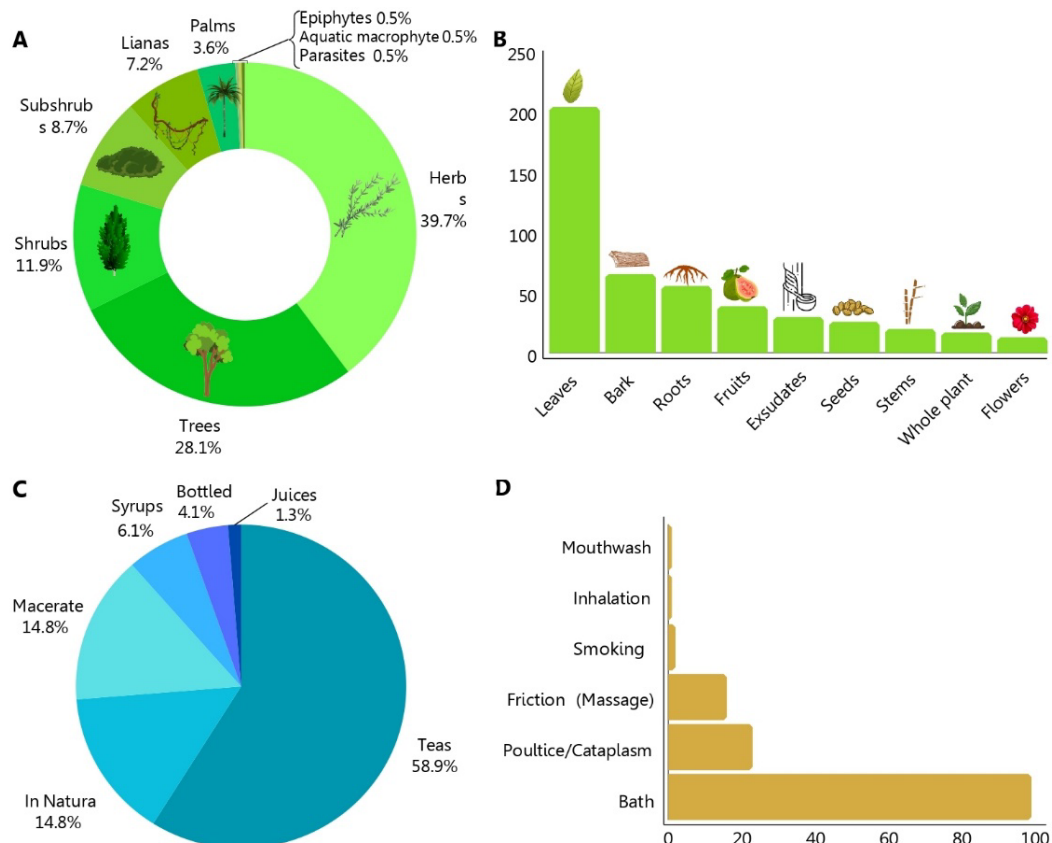 A
Palms
3.6%
Epiphytes 0.5%
Aquatic macrophyte 0.5%
Parasites 0.5%
Lianas
7.2%
Subshrub
s 8.7%
Shrubs
11.9%
Trees
28.1%
Herb
s
39.7%
B
250
200
150
100
50
0
Leaves
Bark
Roots
Fruits
Exsudates
Seeds
Stems
Whole plant
Flowers
C
Juices
1.3%
Bottled
4.1%
Syrups
6.1%
Macerate
14.8%
In Natura
14.8%
Teas
58.9%
D
Mouthwash
Inhalation
Smoking
Friction (Massage)
Poultice/Cataplasm
Bath
0 20 40 60 80 100